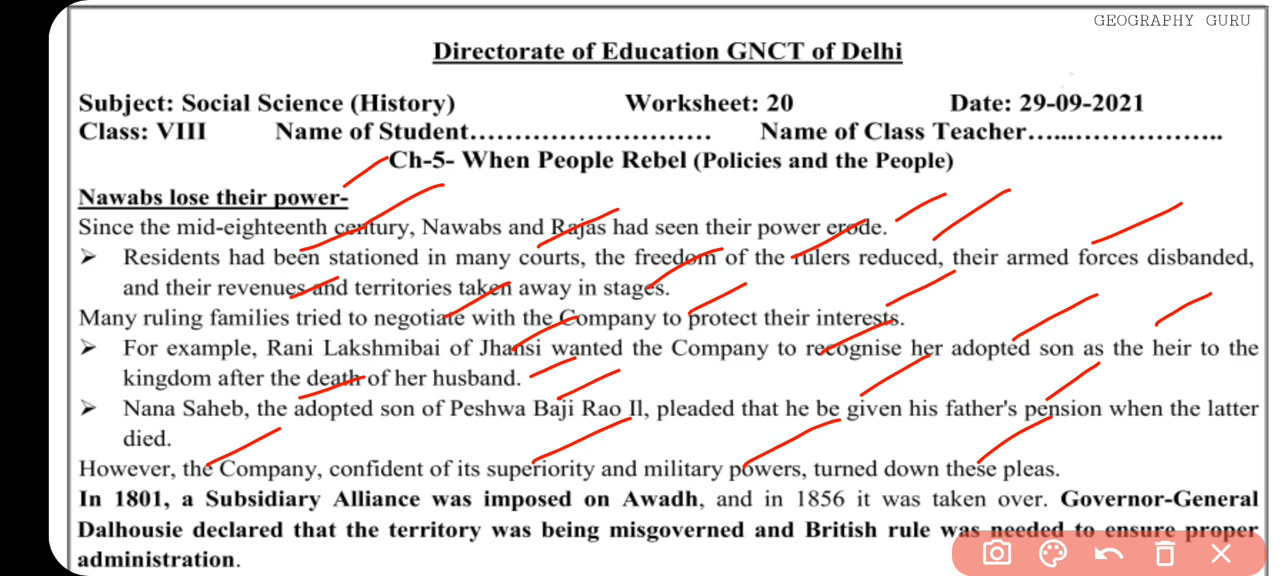 GEOGRAPHY GURU
Directorate of Education GNCT of Delhi
Subject: Social Science (History) Worksheet: 20 Date: 29-09-2021
Class: VIII Name of Student.............................. Name of Class Teacher..........................
Ch-5- When People Rebel (Policies and the People)
Nawabs lose their power-
Since the mid-eighteenth century, Nawabs and Rajas had seen their power erode.
➤ Residents had been stationed in many courts, the freedom of the rulers reduced, their armed forces disbanded,
and their revenues and territories taken away in stages.
Many ruling families tried to negotiate with the Company to protect their interests.
➤ For example, Rani Lakshmibai of Jhansi wanted the Company to recognise her adopted son as the heir to the
kingdom after the death of her husband.
➤ Nana Saheb, the adopted son of Peshwa Baji Rao II, pleaded that he be given his father's pension when the latter
died.
However, the Company, confident of its superiority and military powers, turned down these pleas.
In 1801, a Subsidiary Alliance was imposed on Awadh, and in 1856 it was taken over. Governor-General
Dalhousie declared that the territory was being misgoverned and British rule was needed to ensure proper
administration.